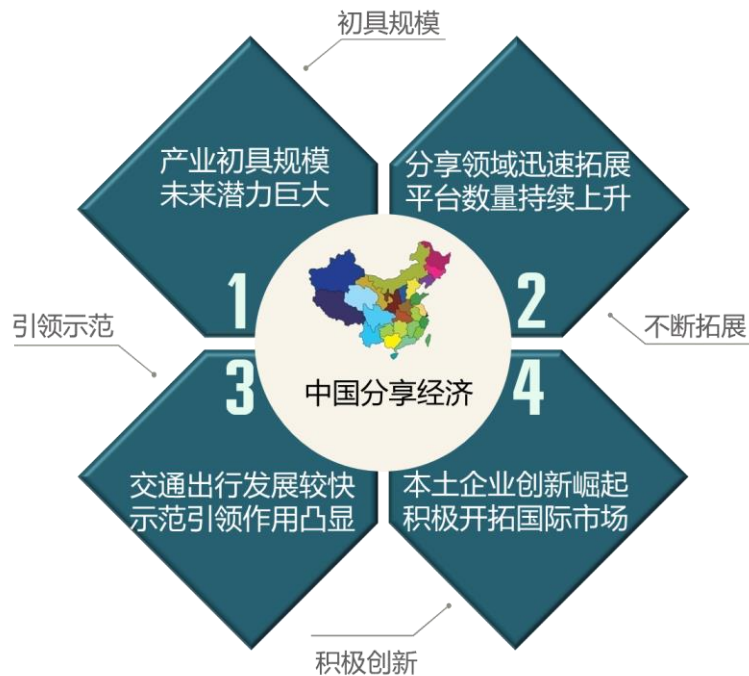 初具规模
产业初具规模
未来潜力巨大
1
分享领域迅速拓展
平台数量持续上升
2
引领示范
不断拓展
中国分享经济
3
交通出行发展较快
示范引领作用凸显
4
本土企业创新崛起
积极开拓国际市场
积极创新